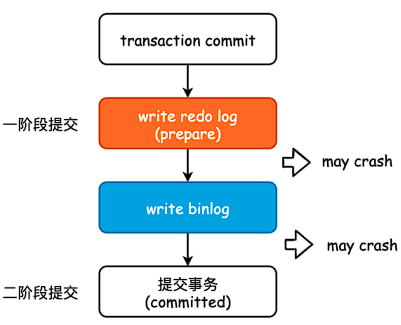 transaction commit
一阶段提交
write redo log
(prepare)
may crash
write binlog
may crash
二阶段提交
提交事务
(committed)